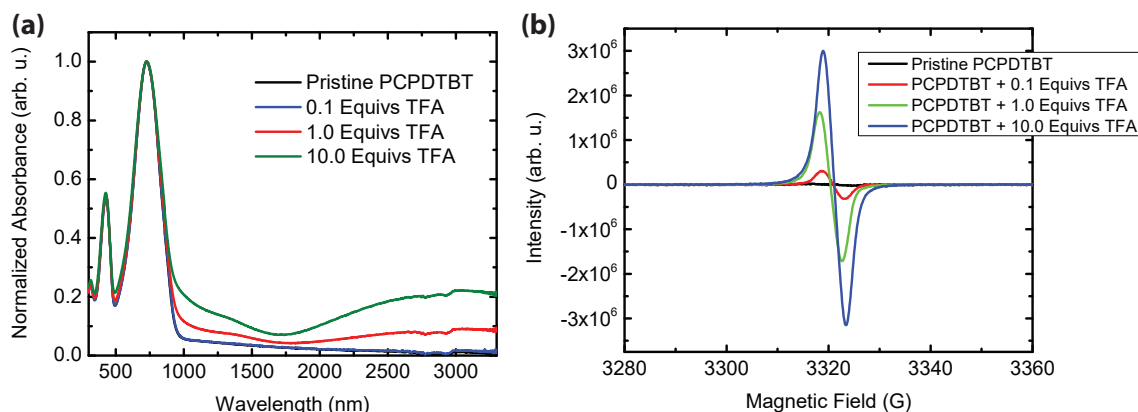 (a)
Normalized Absorbance (arb. u.)
1.0
0.8
0.6
0.4
0.2
0.0
Pristine PCPDTBT
0.1 Equivs TFA
1.0 Equivs TFA
10.0 Equivs TFA
500 1000 1500 2000 2500 3000
Wavelength (nm)
(b)
Intensity (arb. u.)
3x10⁶
2x10⁶
1x10⁶
0
-1x10⁶
-2x10⁶
-3x10⁶
Pristine PCPDTBT
PCPDTBT + 0.1 Equivs TFA
PCPDTBT + 1.0 Equivs TFA
PCPDTBT + 10.0 Equivs TFA
3280 3300 3320 3340 3360
Magnetic Field (G)